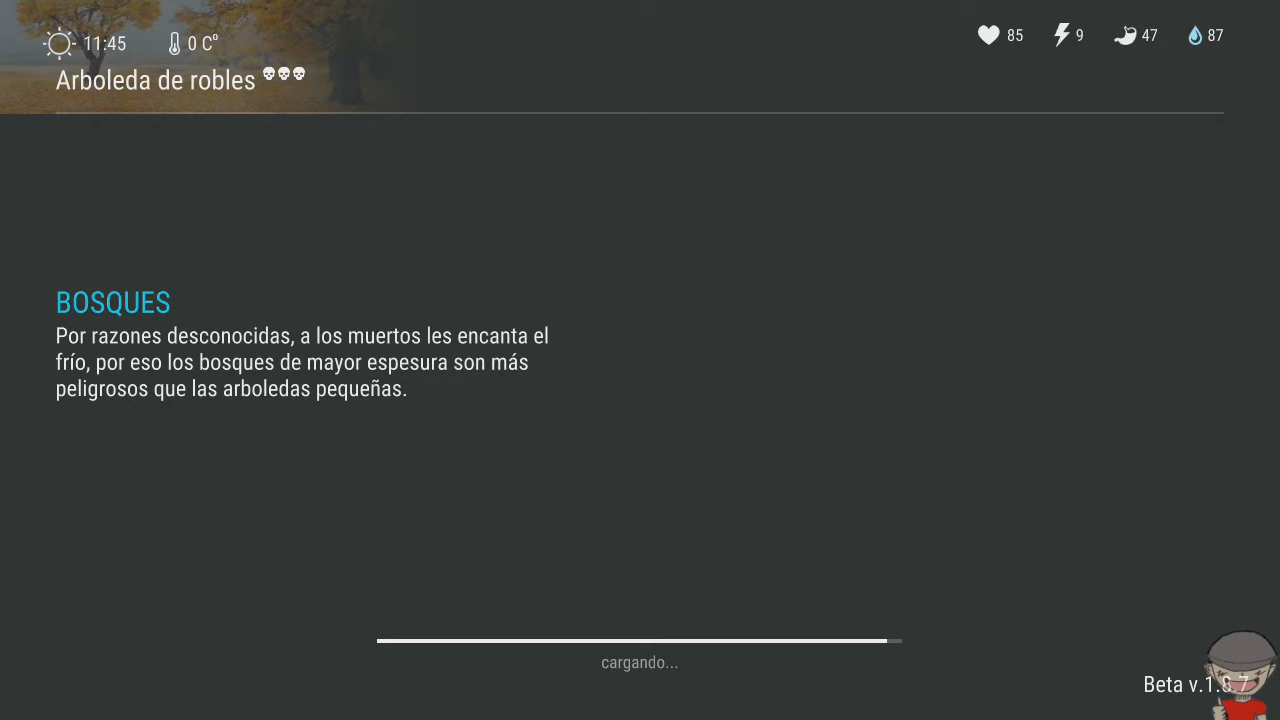 11:45
0 Cº
85
9
47
87
Arboleda de robles
BOSQUES
Por razones desconocidas, a los muertos les encanta el
frío, por eso los bosques de mayor espesura son más
peligrosos que las arboledas pequeñas.
cargando...
Beta v.1.8.7